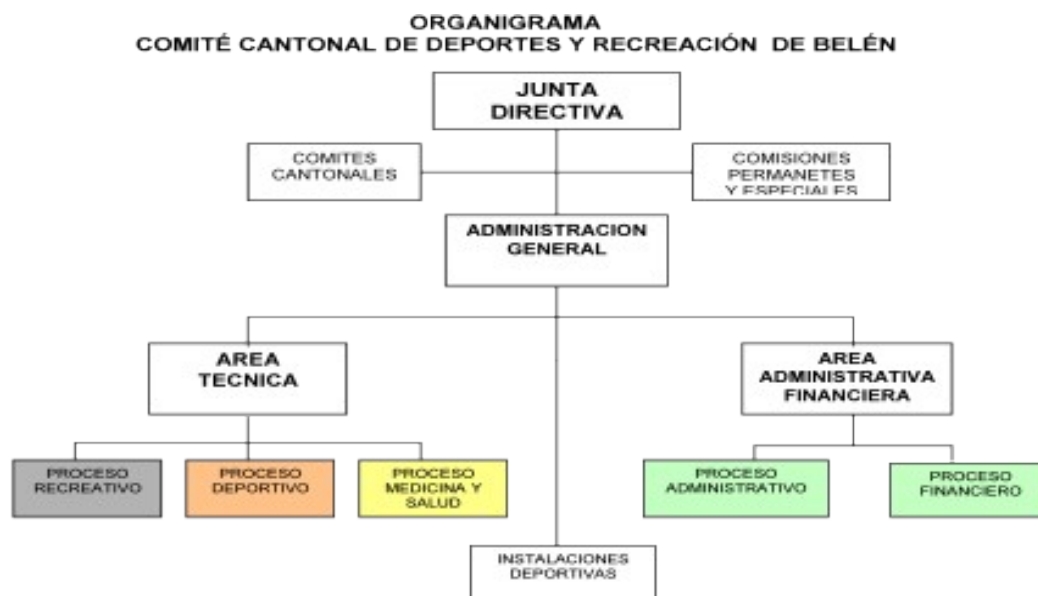 ORGANIGRAMA
COMITÉ CANTONAL DE DEPORTES Y RECREACIÓN DE BELÉN
JUNTA
DIRECTIVA
COMITES
CANTONALES
COMISIONES
PERMANETES
Y ESPECIALES
ADMINISTRACION
GENERAL
AREA
TECNICA
AREA
ADMINISTRATIVA
FINANCIERA
PROCESO
RECREATIVO
PROCESO
DEPORTIVO
PROCESO
MEDICINA Y
SALUD
PROCESO
ADMINISTRATIVO
PROCESO
FINANCIERO
INSTALACIONES
DEPORTIVAS